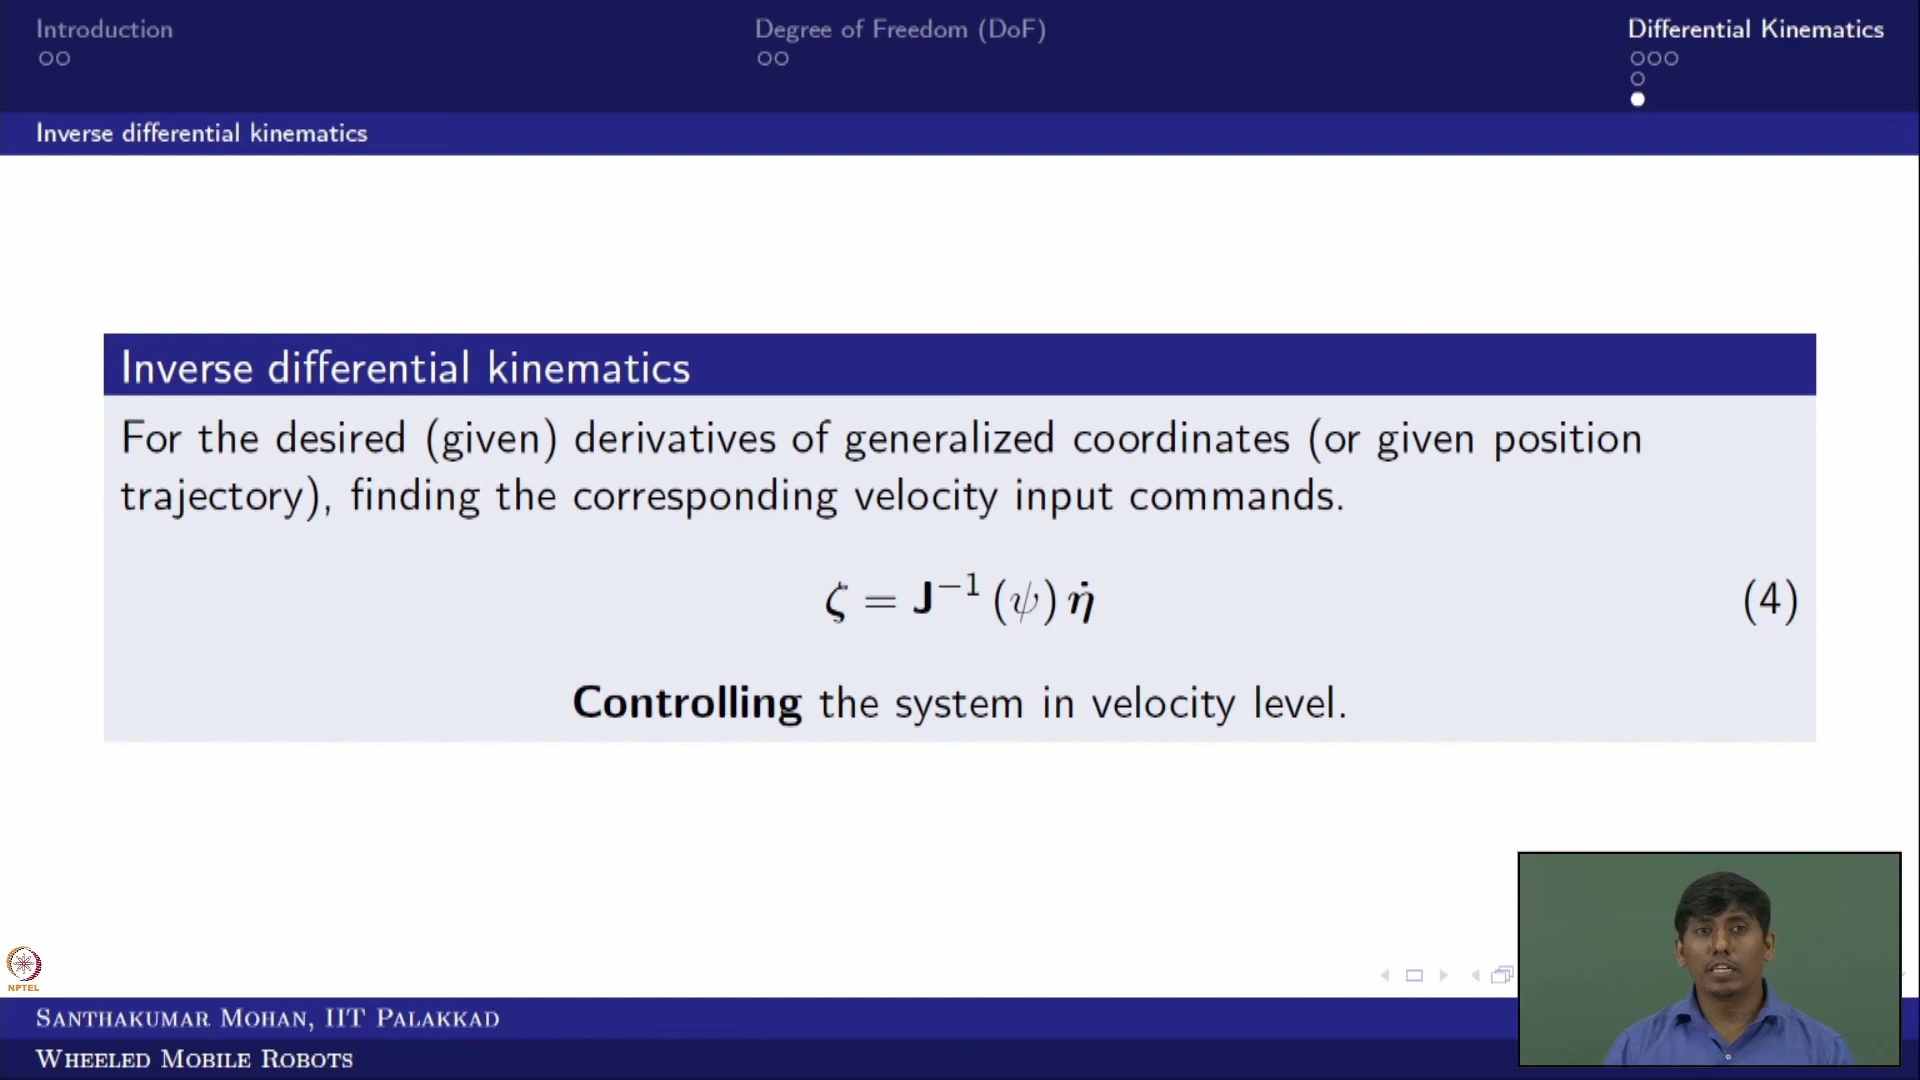 Introduction
Degree of Freedom (DoF)
Differential Kinematics
Inverse differential kinematics
Inverse differential kinematics
For the desired (given) derivatives of generalized coordinates (or given position
trajectory), finding the corresponding velocity input commands.
ζ = J⁻¹ (ψ) η̇ (4)
Controlling the system in velocity level.
NPTEL
SANTHAKUMAR MOHAN, IIT PALAKKAD
WHEELED MOBILE ROBOTS